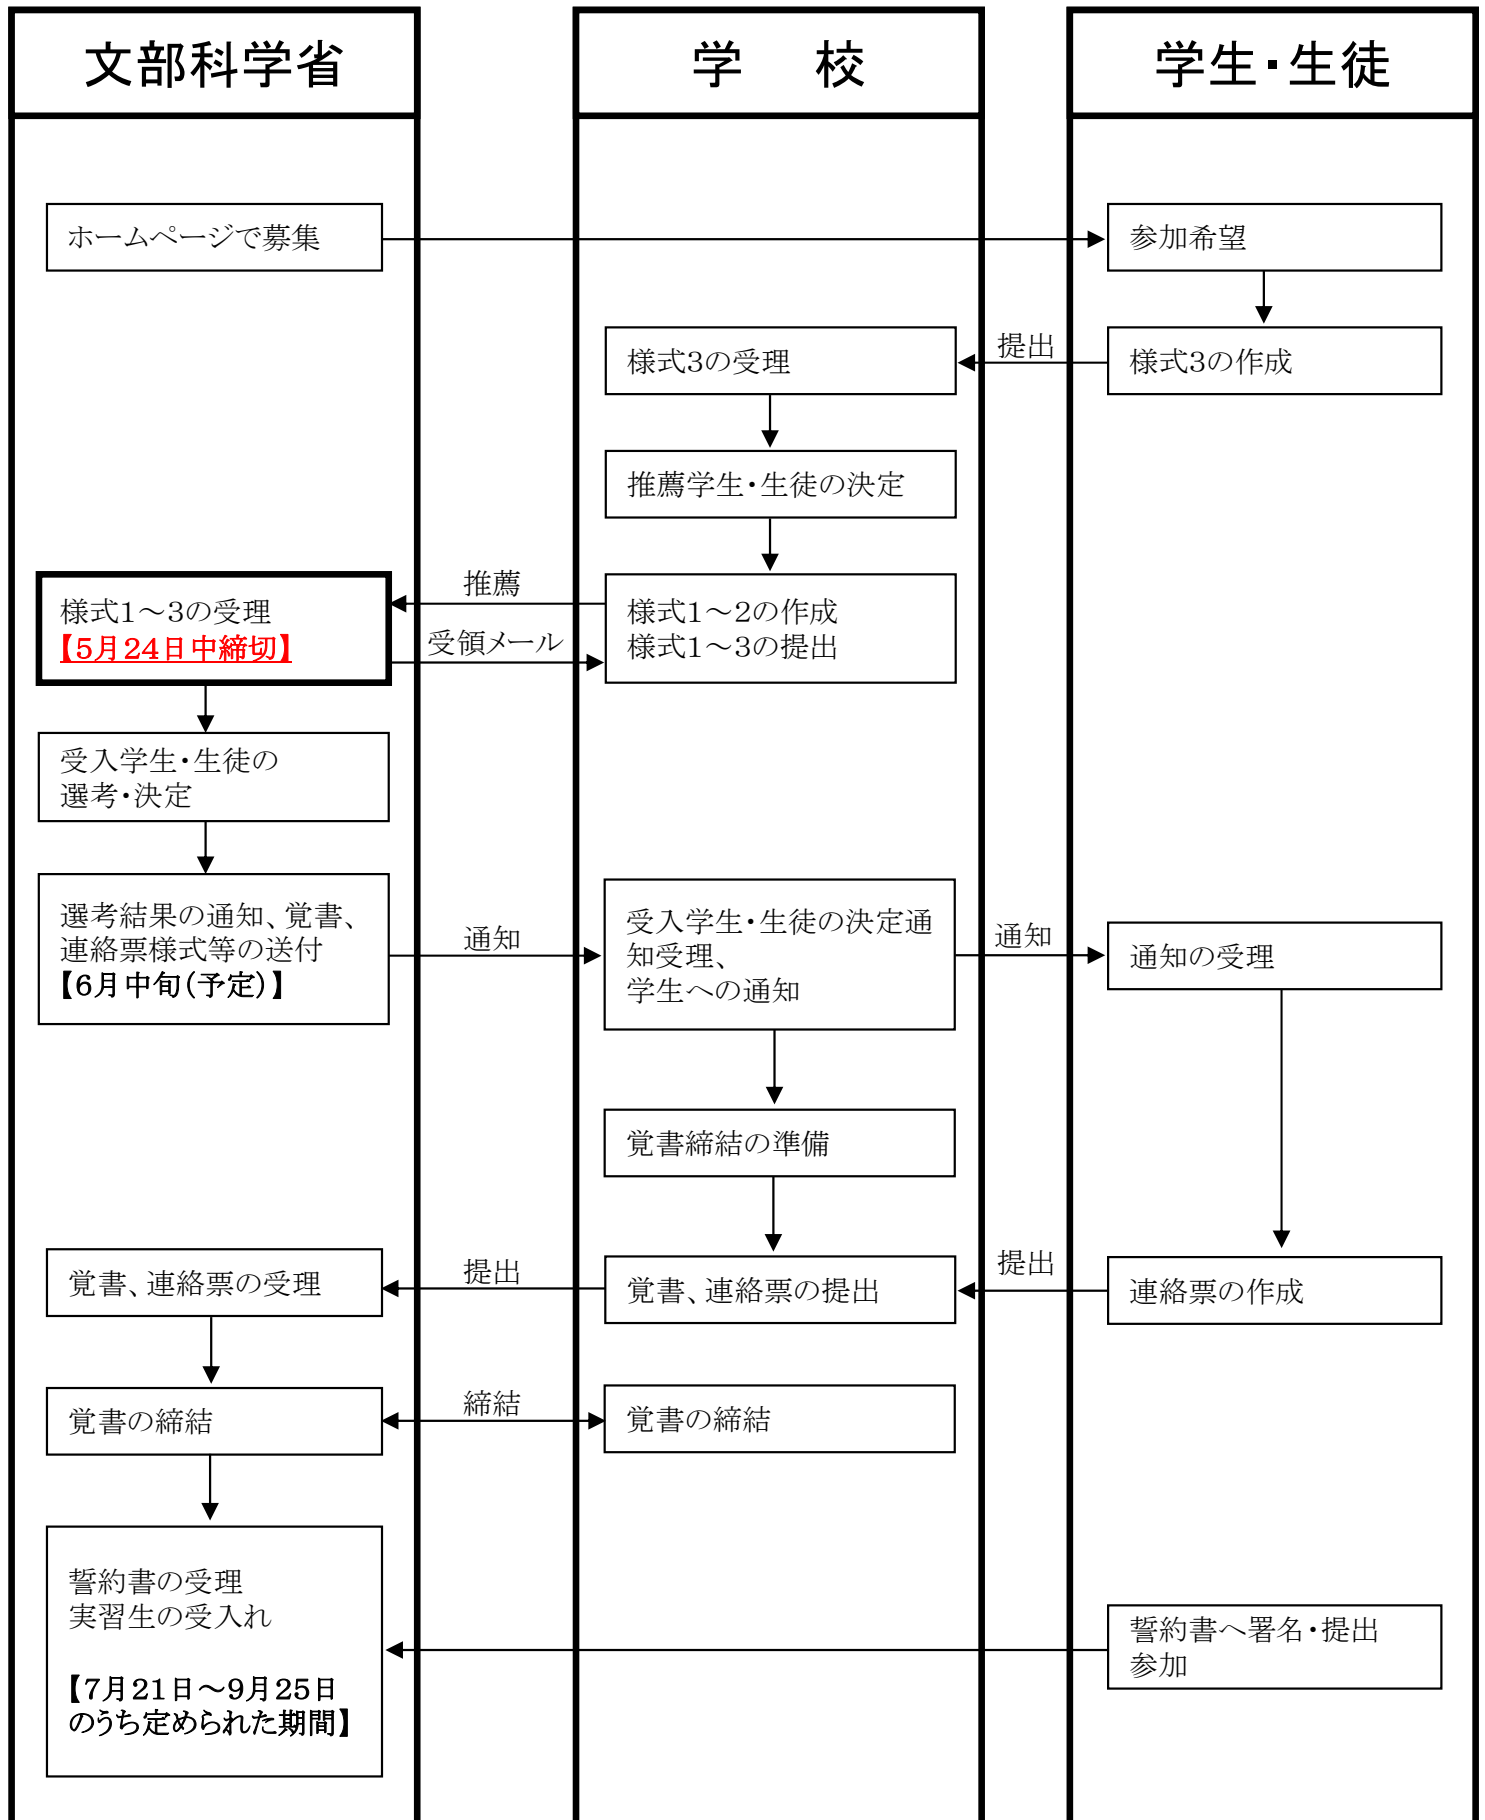 文部科学省
学　校
学生・生徒
ホームページで募集
参加希望
様式3の受理
提出
様式3の作成
推薦学生・生徒の決定
様式1～3の受理
【5月24日中締切】
推薦
受領メール
様式1～2の作成
様式1～3の提出
受入学生・生徒の
選考・決定
選考結果の通知、覚書、
連絡票様式等の送付
【6月中旬(予定)】
通知
受入学生・生徒の決定通
知受理、
学生への通知
通知
通知の受理
覚書締結の準備
覚書、連絡票の受理
提出
覚書、連絡票の提出
提出
連絡票の作成
覚書の締結
締結
覚書の締結
誓約書の受理
実習生の受入れ
【7月21日～9月25日
のうち定められた期間】
誓約書へ署名・提出
参加